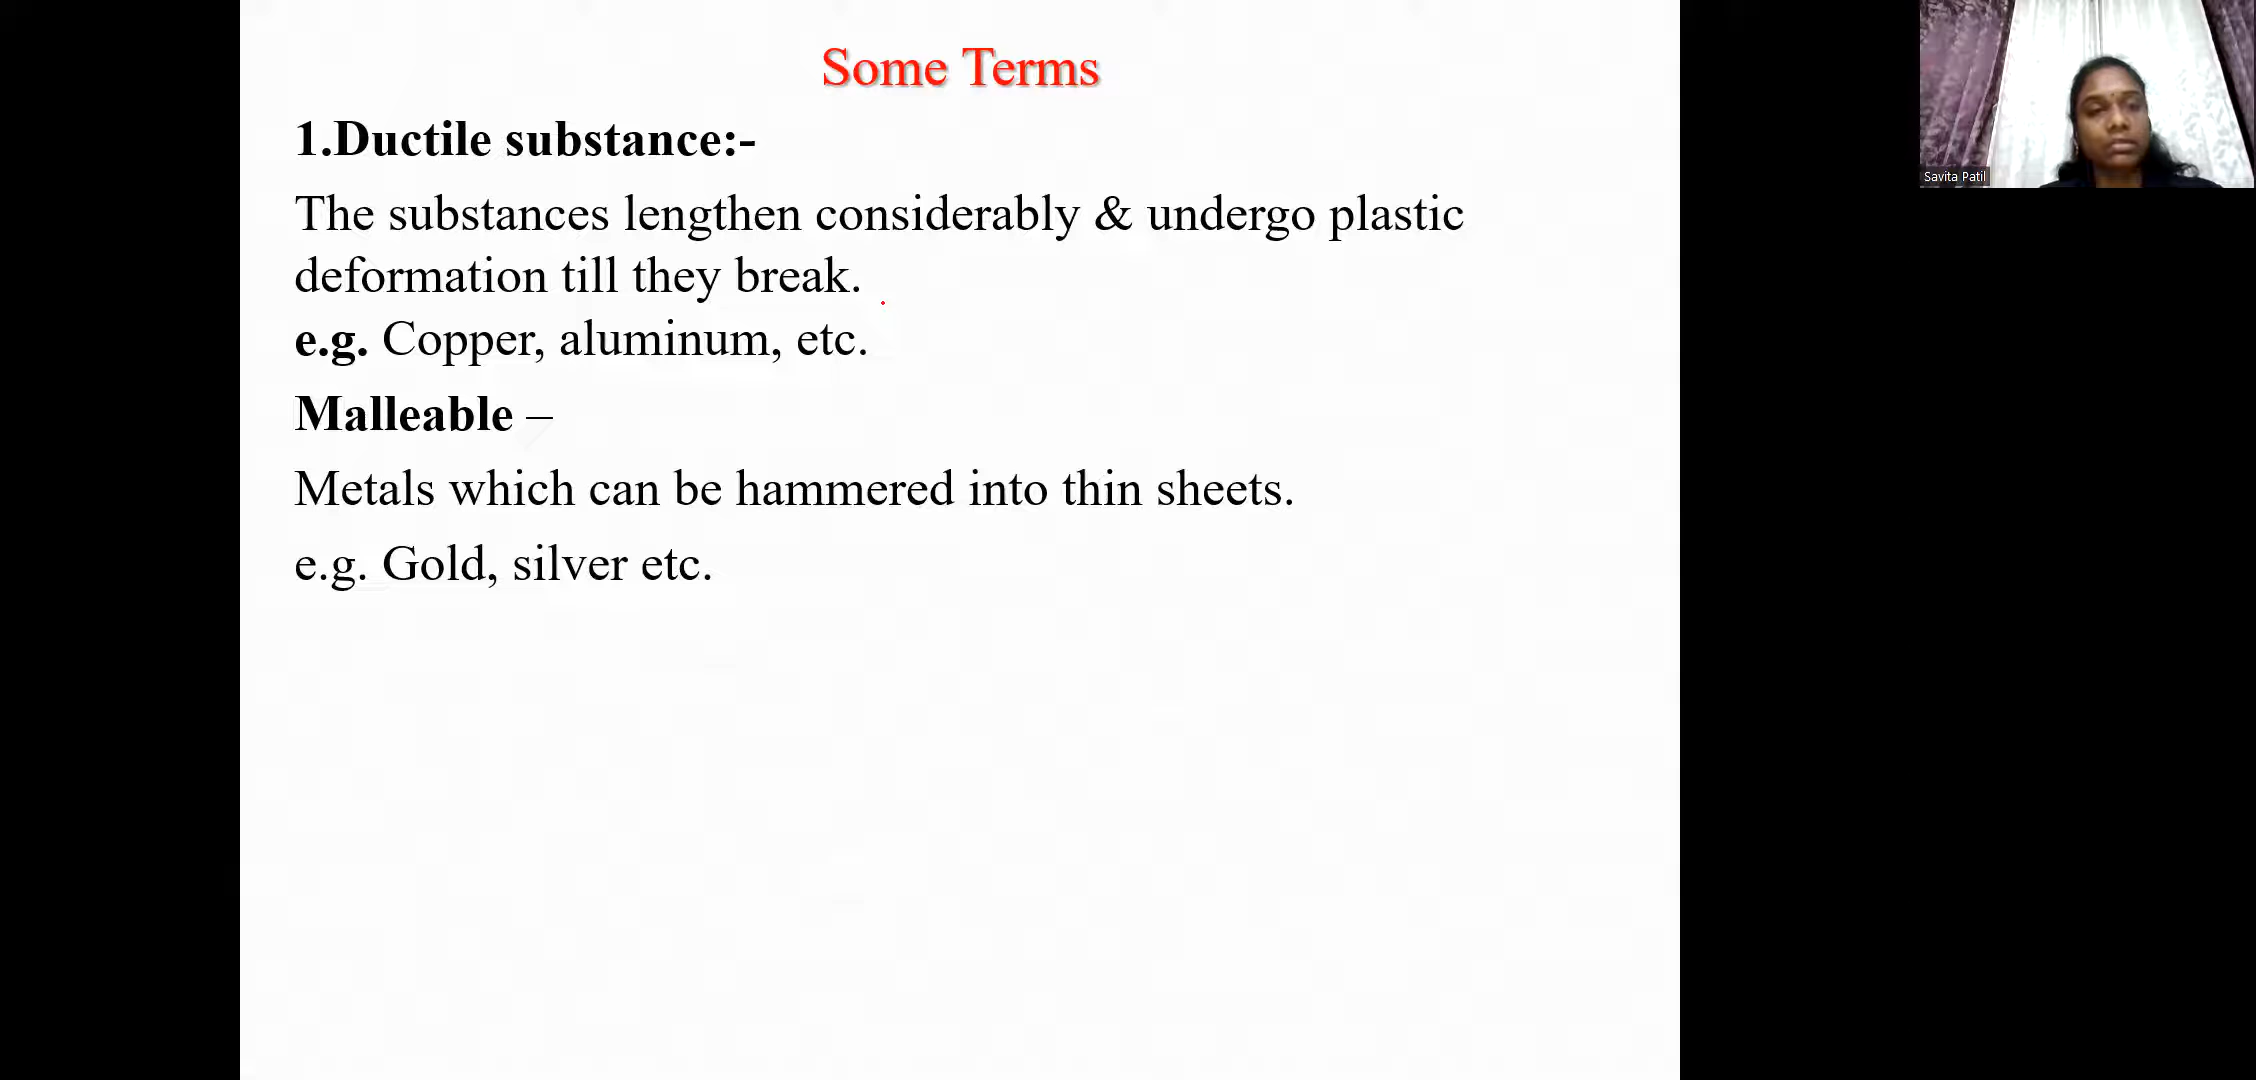 Some Terms
1.Ductile substance:-
The substances lengthen considerably & undergo plastic
deformation till they break.
e.g. Copper, aluminum, etc.
Malleable –
Metals which can be hammered into thin sheets.
e.g. Gold, silver etc.
Savita Patil